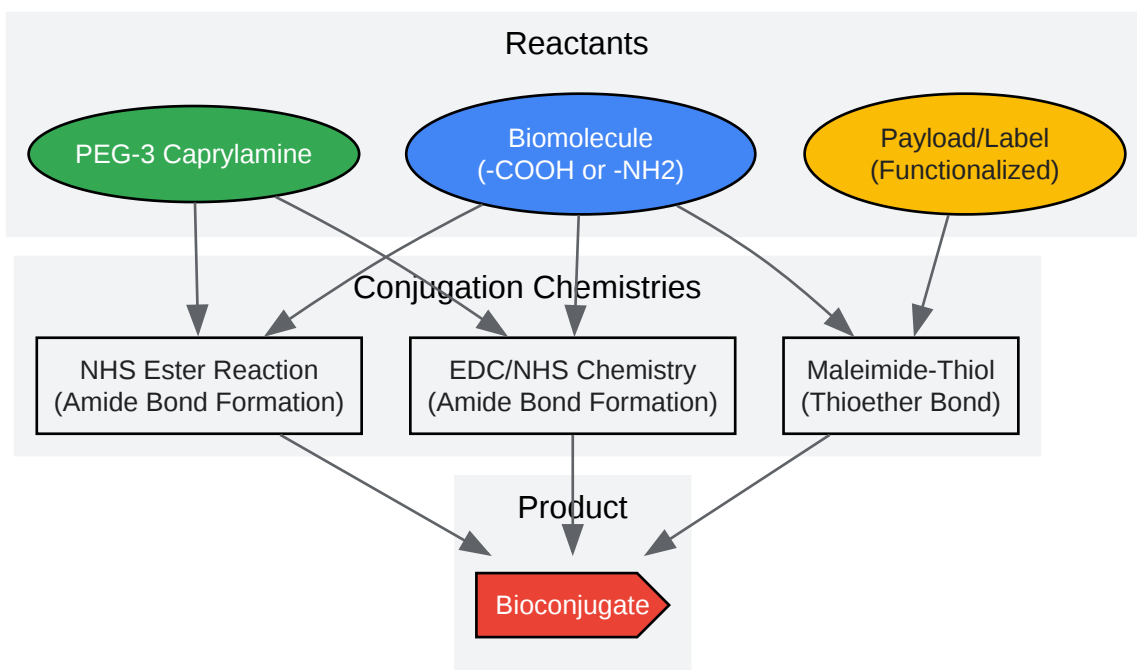 Reactants
PEG-3 Caprylamine
Biomolecule
(-COOH or -NH2)
Payload/Label
(Functionalized)
Conjugation Chemistries
NHS Ester Reaction
(Amide Bond Formation)
EDC/NHS Chemistry
(Amide Bond Formation)
Maleimide-Thiol
(Thioether Bond)
Product
Bioconjugate